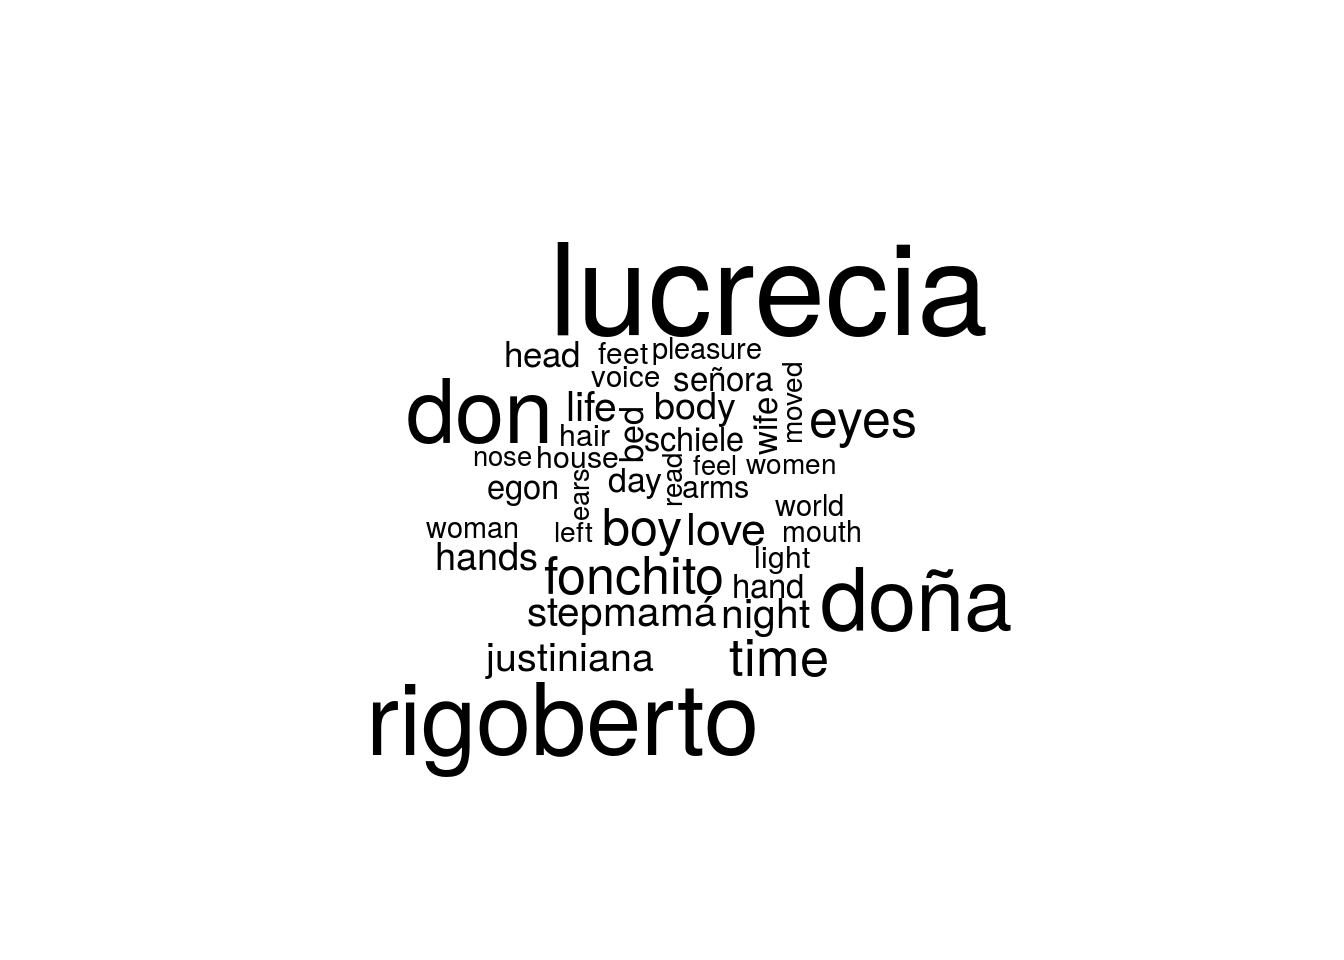 lucrecia
head
feet
pleasure
voice
señora
moved
don
life
body
wife
eyes
bed
hair
schiele
nose
house
feel
women
read
day
egon
ears
arms
world
woman
left
boy
love
mouth
hands
light
fonchito
hand
doña
stepmamá
night
justiniana
time
rigoberto